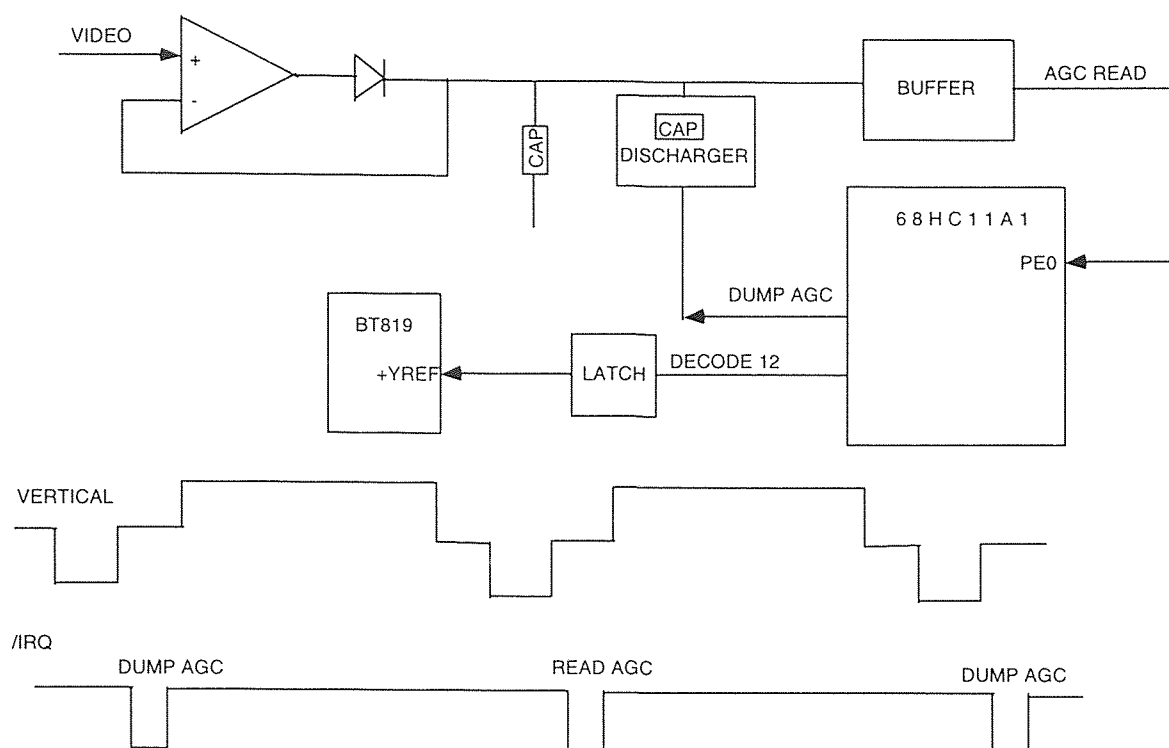 VIDEO
+
-
CAP
CAP
DISCHARGER
BUFFER
AGC READ
68HC11A1
PE0
DUMP AGC
BT819
+YREF
LATCH
DECODE 12
VERTICAL
/IRQ
DUMP AGC
READ AGC
DUMP AGC